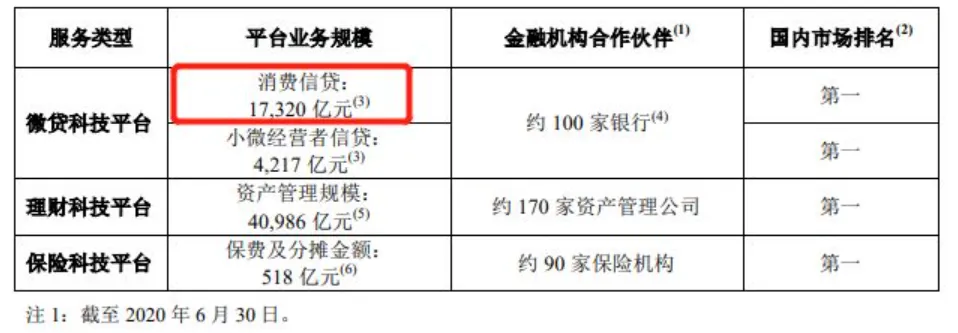 服务类型 平台业务规模 金融机构合作伙伴(1) 国内市场排名(2)
微贷科技平台
消费信贷：
17,320 亿元(3)
约 100 家银行(4)
第一
小微经营者信贷：
4,217 亿元(3)
第一
理财科技平台
资产管理规模：
40,986 亿元(5)
约 170 家资产管理公司
第一
保险科技平台
保费及分摊金额：
518 亿元(6)
约 90 家保险机构
第一
注 1：截至 2020 年 6 月 30 日。